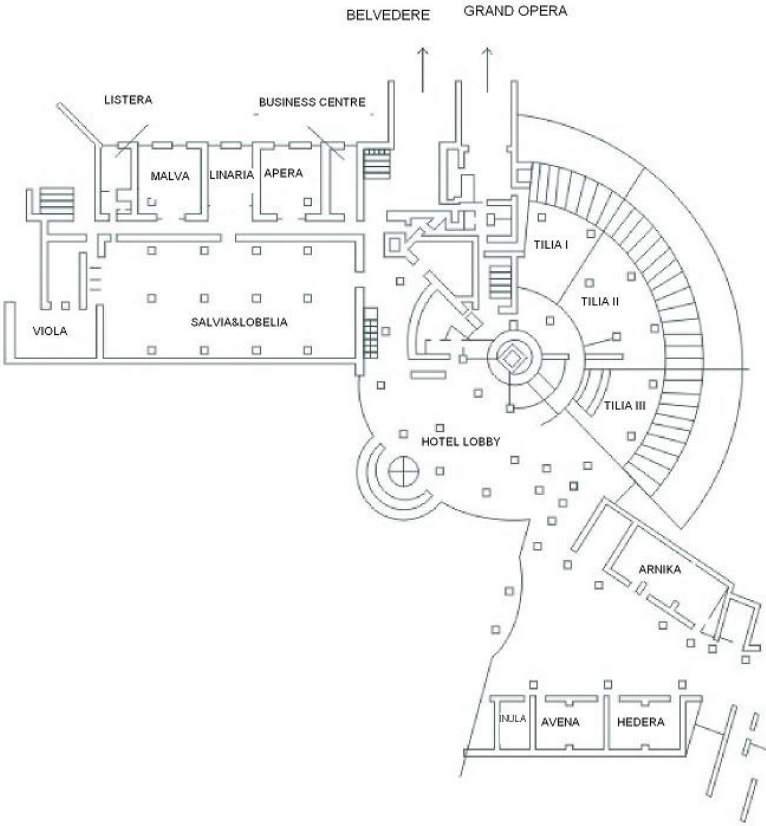 BELVEDERE
GRAND OPERA
LISTERA
BUSINESS CENTRE
MALVA
LINARIA
APERA
TILIA I
TILIA II
SALVIA&LOBELIA
VIOLA
TILIA III
HOTEL LOBBY
ARNIKA
INULA
AVENA
HEDERA